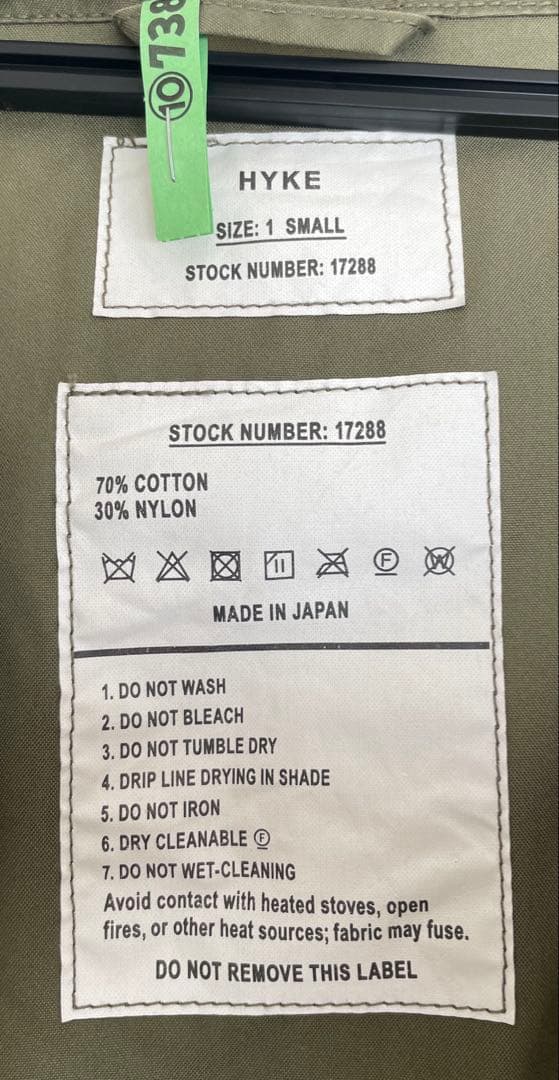 ⑩738
HYKE
SIZE: 1 SMALL
STOCK NUMBER: 17288
STOCK NUMBER: 17288
70% COTTON
30% NYLON
F W
MADE IN JAPAN
1. DO NOT WASH
2. DO NOT BLEACH
3. DO NOT TUMBLE DRY
4. DRIP LINE DRYING IN SHADE
5. DO NOT IRON
6. DRY CLEANABLE Ⓕ
7. DO NOT WET-CLEANING
Avoid contact with heated stoves, open
fires, or other heat sources; fabric may fuse.
DO NOT REMOVE THIS LABEL